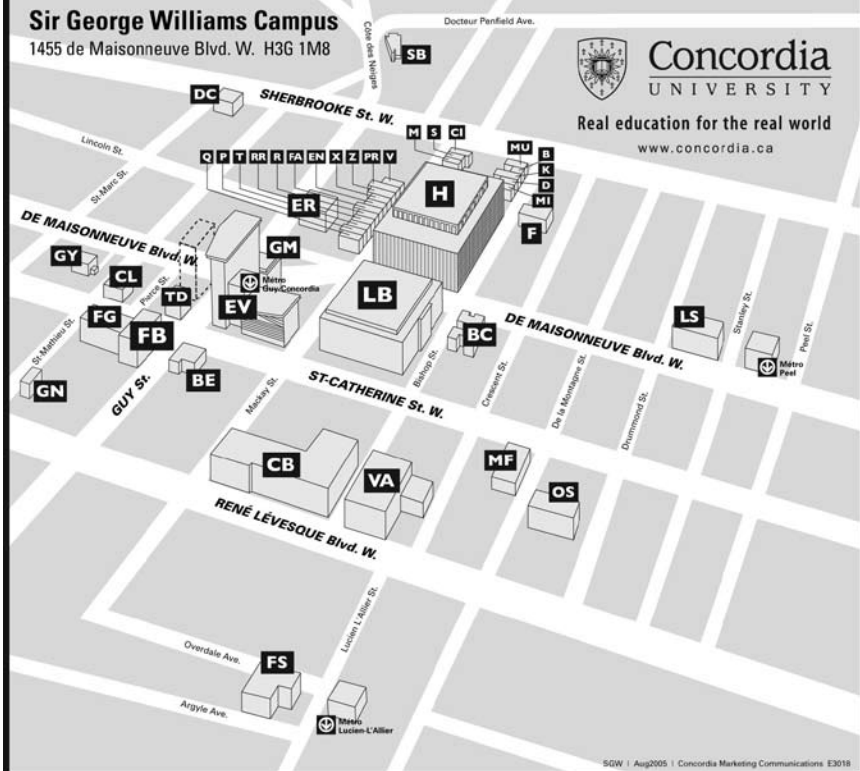 Sir George Williams Campus
1455 de Maisonneuve Blvd. W. H3G 1M8
Côte des Neiges
Docteur Penfield Ave.
SB
Concordia
UNIVERSITY
Real education for the real world
www.concordia.ca
DC
SHERBROOKE St. W.
Lincoln St.
St-Marc St.
M S CI
MU
B
K
D
MI
Q P T RR R FA EN X Z PR V
H
ER
F
DE MAISONNEUVE Blvd. W.
GY
CL
Pierce St.
TD
GM
Métro
Guy/Concordia
EV
LB
FG
FB
St-Mathieu St.
GN
GUY St.
BE
Mackay St.
ST-CATHERINE St. W.
Bishop St.
BC
Crescent St.
DE MAISONNEUVE Blvd. W.
De la Montagne St.
Drummond St.
LS
Stanley St.
Peel St.
Métro
Peel
CB
VA
MF
OS
RENÉ LÉVESQUE Blvd. W.
Lucien L'Allier St.
Overdale Ave.
FS
Argyle Ave.
Métro
Lucien-L'Allier
SGW | Aug2005 | Concordia Marketing Communications E3018